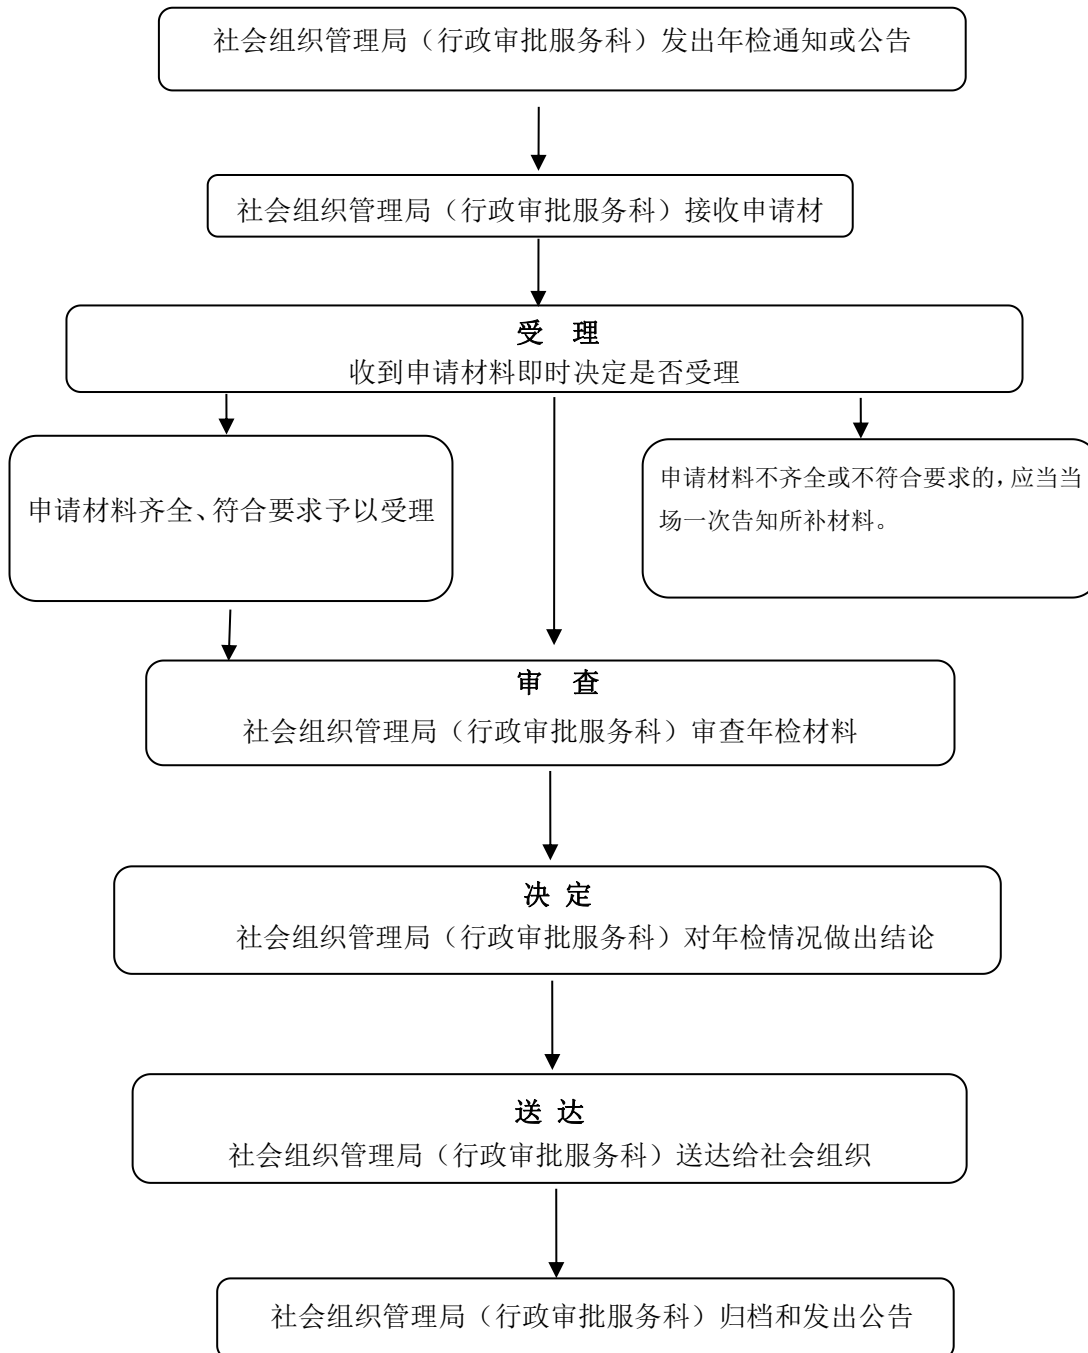 社会组织管理局（行政审批服务科）发出年检通知或公告
社会组织管理局（行政审批服务科）接收申请材
受　理
收到申请材料即时决定是否受理
申请材料齐全、符合要求予以受理
申请材料不齐全或不符合要求的，应当当
场一次告知所补材料。
审　查
社会组织管理局（行政审批服务科）审查年检材料
决 定
社会组织管理局（行政审批服务科）对年检情况做出结论
送 达
社会组织管理局（行政审批服务科）送达给社会组织
社会组织管理局（行政审批服务科）归档和发出公告